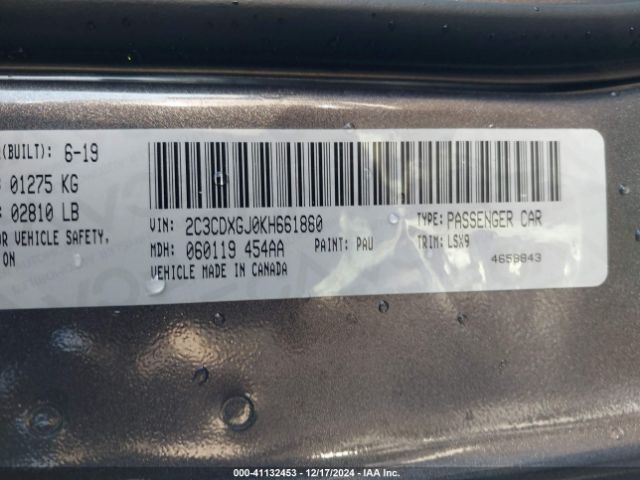 (BUILT): 6-19
01275 KG
02810 LB
OR VEHICLE SAFETY,
ON
VIN: 2C3CDXGJ0KH661860
TYPE: PASSENGER CAR
MDH: 060119 454AA
PAINT: PAU
TRIM: LSX9
VEHICLE MADE IN CANADA
4659843
000-41132453 - 12/17/2024 - IAA Inc.